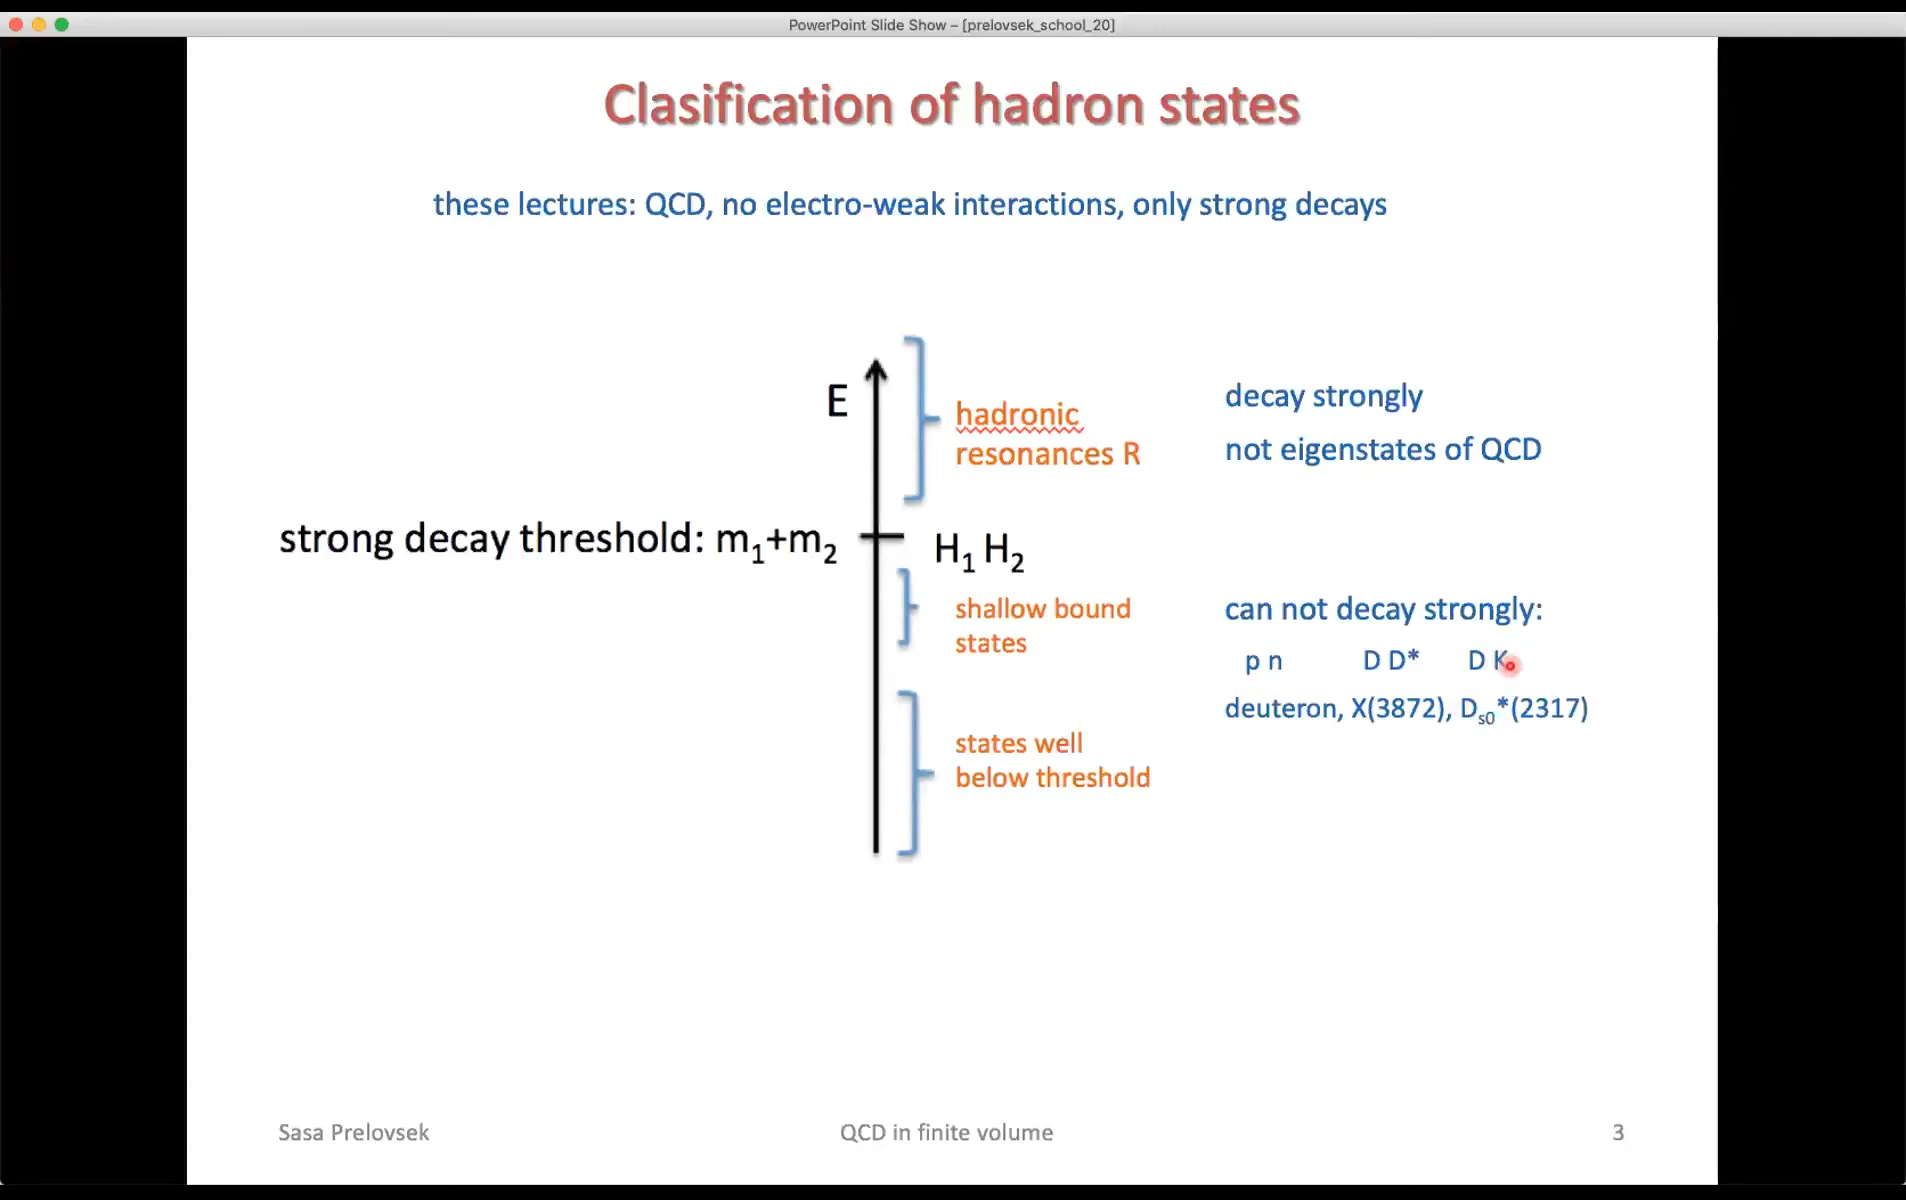 PowerPoint Slide Show – [prelovsek_school_20]
Clasification of hadron states
these lectures: QCD, no electro-weak interactions, only strong decays
E
hadronic
resonances R
decay strongly
not eigenstates of QCD
strong decay threshold: m₁+m₂
H₁ H₂
shallow bound
states
can not decay strongly:
p n D D* D K
deuteron, X(3872), Dₛ₀*(2317)
states well
below threshold
Sasa Prelovsek
QCD in finite volume
3